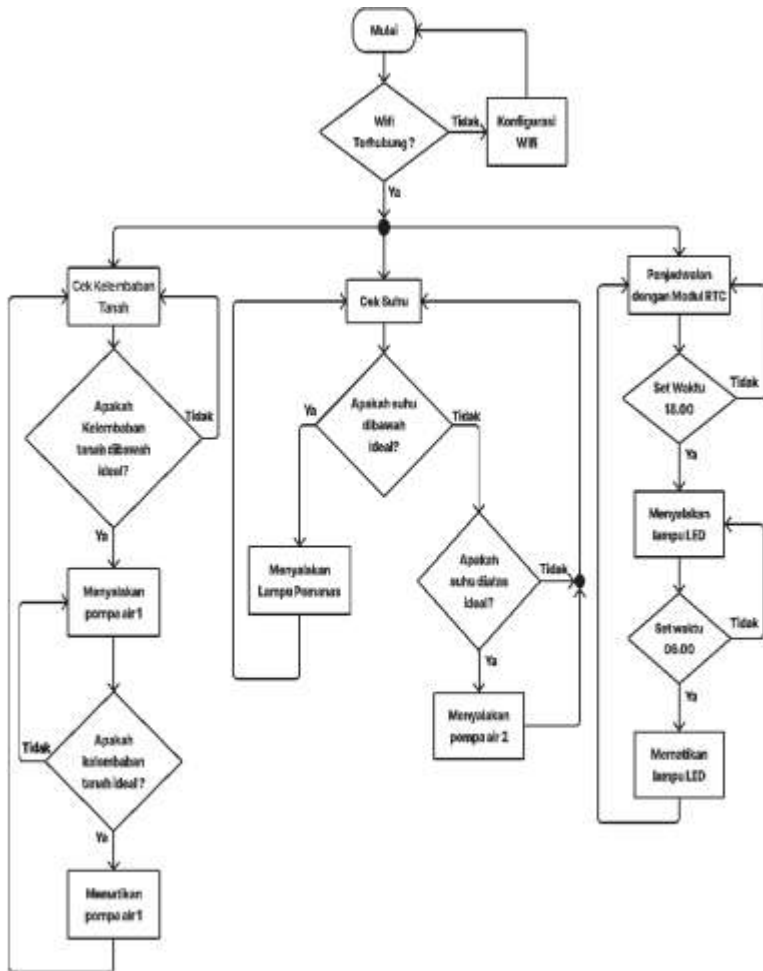 Mulai
Wifi
Terhubung ?
Tidak
Konfigurasi
Wifi
Ya
Cek Kelembaban
Tanah
Apakah
Kelembaban
tanah dibawah
ideal?
Tidak
Ya
Menyalakan
pompa air 1
Apakah
kelembaban
tanah ideal ?
Tidak
Ya
Mematikan
pompa air 1
Cek Suhu
Apakah suhu
dibawah
ideal?
Ya
Tidak
Menyalakan
Lampu Pemanas
Apakah
suhu diatas
ideal?
Tidak
Ya
Menyalakan
pompa air 2
Penjadwalan
dengan Modul RTC
Set Waktu
18.00
Tidak
Ya
Menyalakan
lampu LED
Set waktu
06.00
Tidak
Ya
Mematikan
lampu LED